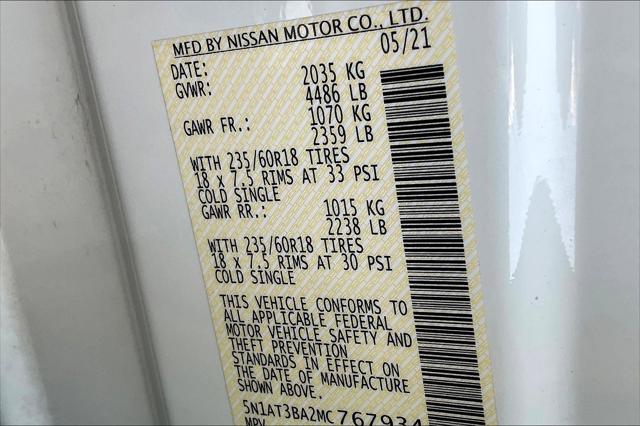 MFD BY NISSAN MOTOR CO., LTD.
DATE: 05/21
GVWR: 2035 KG
4486 LB
GAWR FR.: 1070 KG
2359 LB
WITH 235/60R18 TIRES
18 x 7.5 RIMS AT 33 PSI
COLD SINGLE
GAWR RR.: 1015 KG
2238 LB
WITH 235/60R18 TIRES
18 x 7.5 RIMS AT 30 PSI
COLD SINGLE
THIS VEHICLE CONFORMS TO
ALL APPLICABLE FEDERAL
MOTOR VEHICLE SAFETY AND
THEFT PREVENTION
STANDARDS IN EFFECT ON
THE DATE OF MANUFACTURE
SHOWN ABOVE.
5N1AT3BA2MC767934
MPV